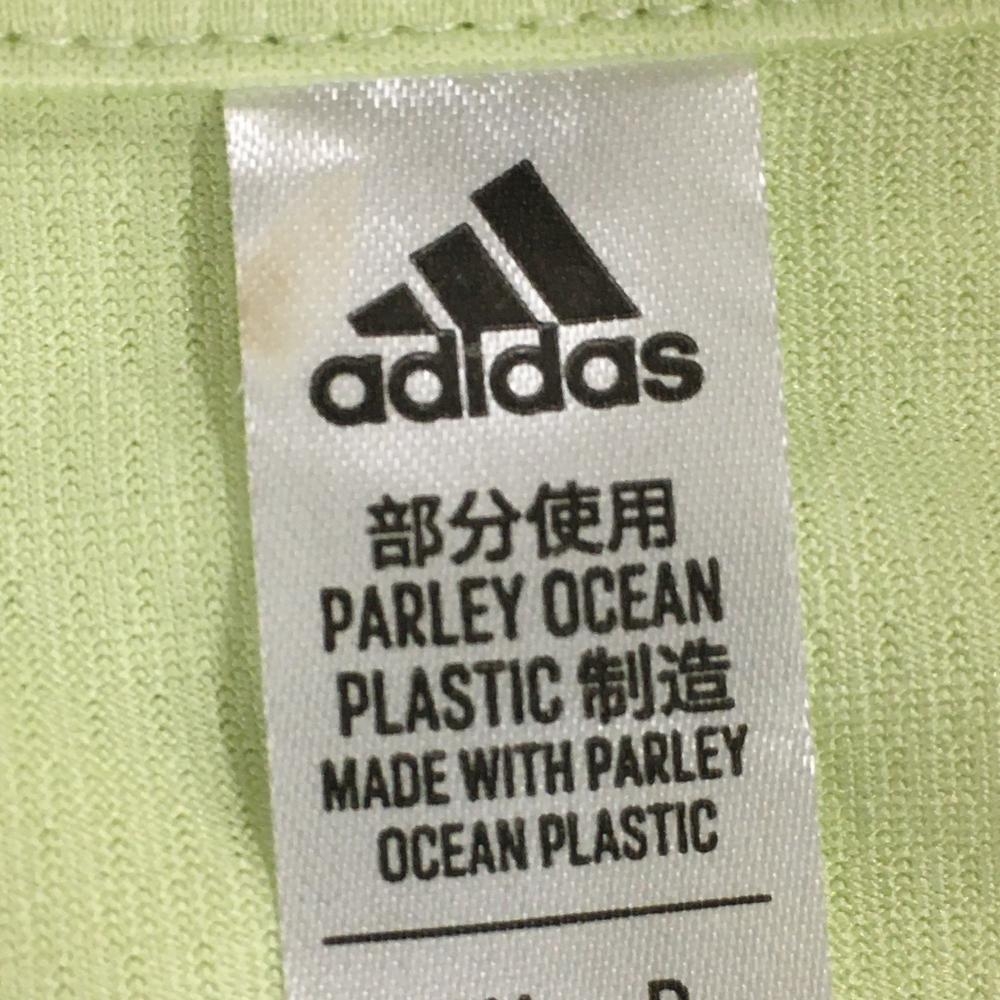 adidas
部分使用
PARLEY OCEAN
PLASTIC 制造
MADE WITH PARLEY
OCEAN PLASTIC